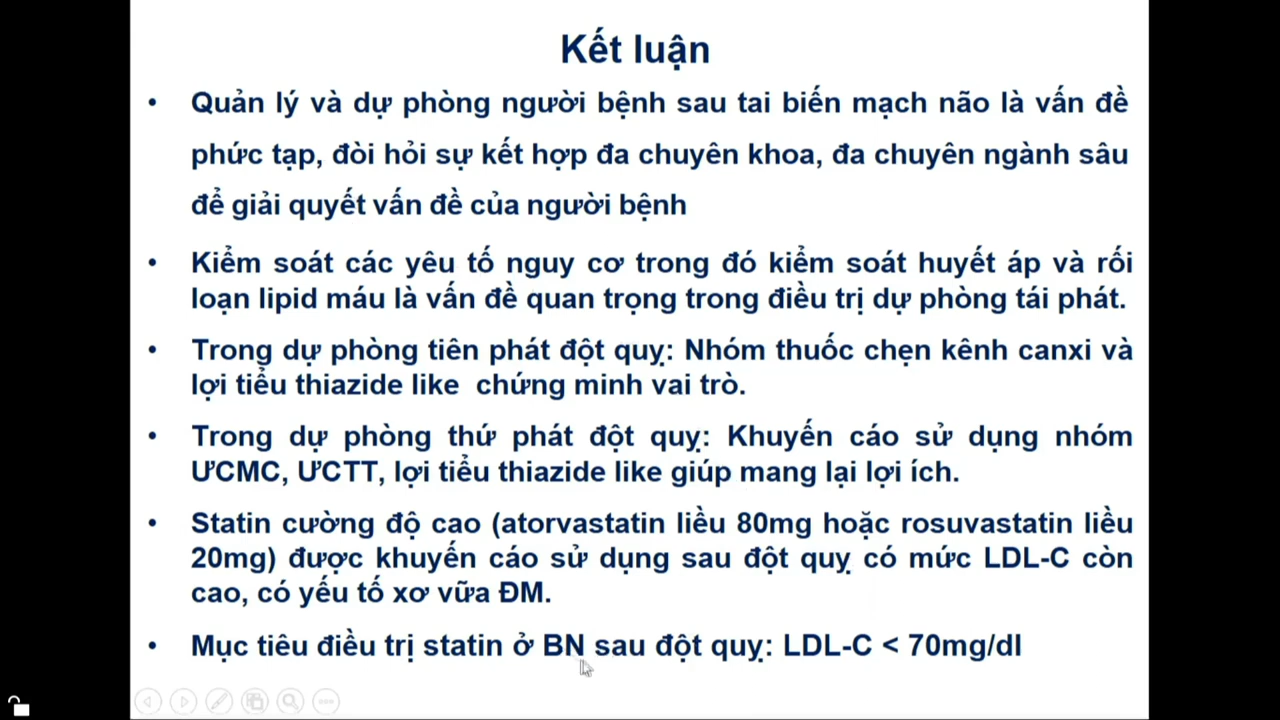 Kết luận
• Quản lý và dự phòng người bệnh sau tai biến mạch não là vấn đề
phức tạp, đòi hỏi sự kết hợp đa chuyên khoa, đa chuyên ngành sâu
để giải quyết vấn đề của người bệnh
• Kiểm soát các yêu tố nguy cơ trong đó kiểm soát huyết áp và rối
loạn lipid máu là vấn đề quan trọng trong điều trị dự phòng tái phát.
• Trong dự phòng tiên phát đột quỵ: Nhóm thuốc chẹn kênh canxi và
lợi tiểu thiazide like  chứng minh vai trò.
• Trong dự phòng thứ phát đột quỵ: Khuyến cáo sử dụng nhóm
ƯCMC, ƯCTT, lợi tiểu thiazide like giúp mang lại lợi ích.
• Statin cường độ cao (atorvastatin liều 80mg hoặc rosuvastatin liều
20mg) được khuyến cáo sử dụng sau đột quỵ có mức LDL-C còn
cao, có yếu tố xơ vữa ĐM.
• Mục tiêu điều trị statin ở BN sau đột quỵ: LDL-C < 70mg/dl